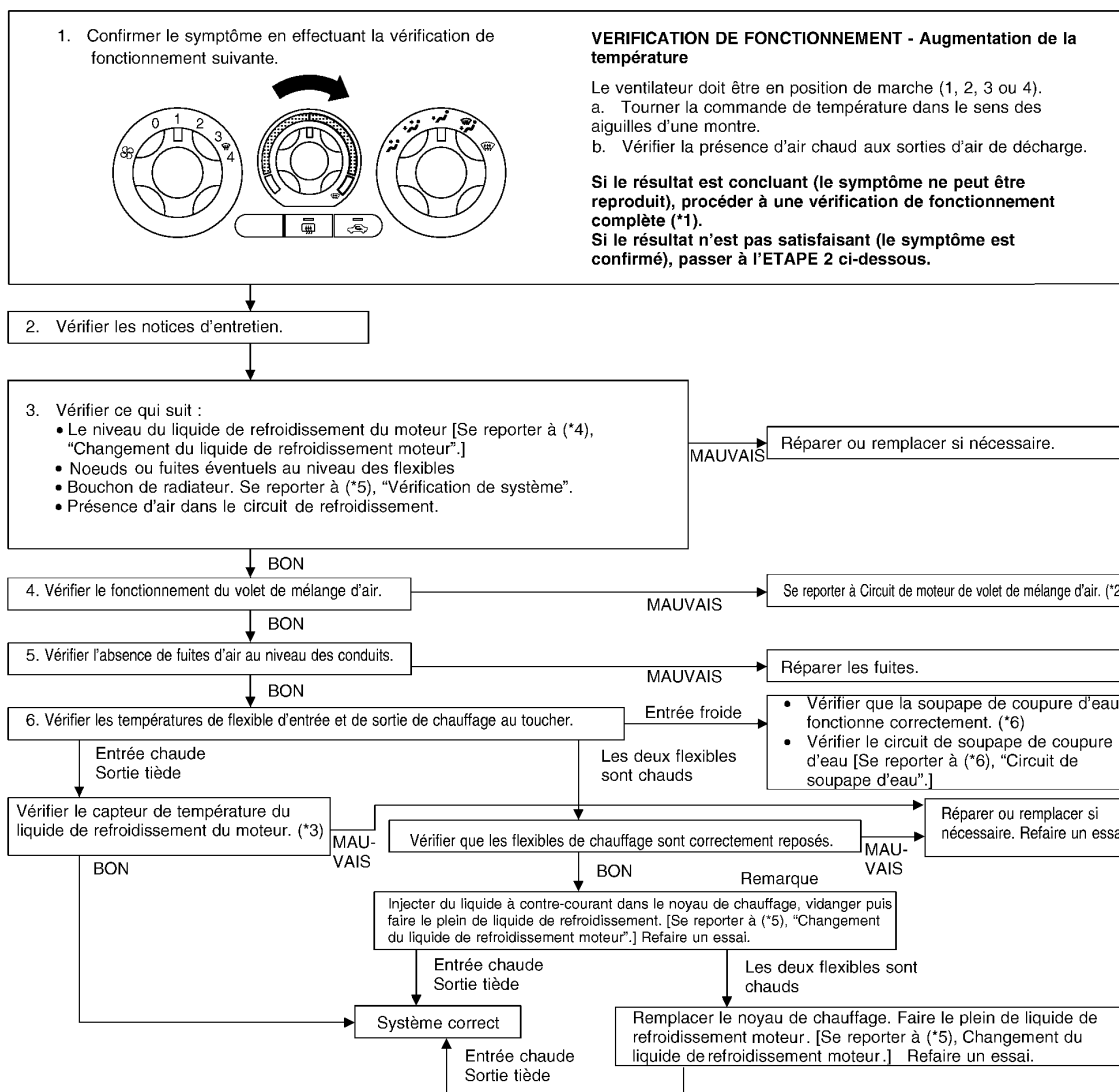 1. Confirmer le symptôme en effectuant la vérification de
fonctionnement suivante.
0 1 2 3 4
VERIFICATION DE FONCTIONNEMENT - Augmentation de la
température
Le ventilateur doit être en position de marche (1, 2, 3 ou 4).
a. Tourner la commande de température dans le sens des
aiguilles d'une montre.
b. Vérifier la présence d'air chaud aux sorties d'air de décharge.
Si le résultat est concluant (le symptôme ne peut être
reproduit), procéder à une vérification de fonctionnement
complète (*1).
Si le résultat n'est pas satisfaisant (le symptôme est
confirmé), passer à l'ETAPE 2 ci-dessous.
2. Vérifier les notices d'entretien.
3. Vérifier ce qui suit :
• Le niveau du liquide de refroidissement du moteur [Se reporter à (*4),
"Changement du liquide de refroidissement moteur".]
• Noeuds ou fuites éventuels au niveau des flexibles
• Bouchon de radiateur. Se reporter à (*5), "Vérification de système".
• Présence d'air dans le circuit de refroidissement.
MAUVAIS
Réparer ou remplacer si nécessaire.
BON
4. Vérifier le fonctionnement du volet de mélange d'air.
MAUVAIS
Se reporter à Circuit de moteur de volet de mélange d'air. (*2
BON
5. Vérifier l'absence de fuites d'air au niveau des conduits.
MAUVAIS
Réparer les fuites.
BON
6. Vérifier les températures de flexible d'entrée et de sortie de chauffage au toucher.
Entrée froide
• Vérifier que la soupape de coupure d'eau
fonctionne correctement. (*6)
• Vérifier le circuit de soupape de coupure
d'eau [Se reporter à (*6), "Circuit de
soupape d'eau".]
Entrée chaude
Sortie tiède
Les deux flexibles
sont chauds
Vérifier le capteur de température du
liquide de refroidissement du moteur. (*3)
MAU-
VAIS
BON
Vérifier que les flexibles de chauffage sont correctement reposés.
MAU-
VAIS
Réparer ou remplacer si
nécessaire. Refaire un essa
BON
Remarque
Injecter du liquide à contre-courant dans le noyau de chauffage, vidanger puis
faire le plein de liquide de refroidissement. [Se reporter à (*5), "Changement
du liquide de refroidissement moteur".] Refaire un essai.
Entrée chaude
Sortie tiède
Les deux flexibles sont
chauds
Système correct
Remplacer le noyau de chauffage. Faire le plein de liquide de
refroidissement moteur. [Se reporter à (*5), Changement du
liquide de refroidissement moteur.] Refaire un essai.
Entrée chaude
Sortie tiède